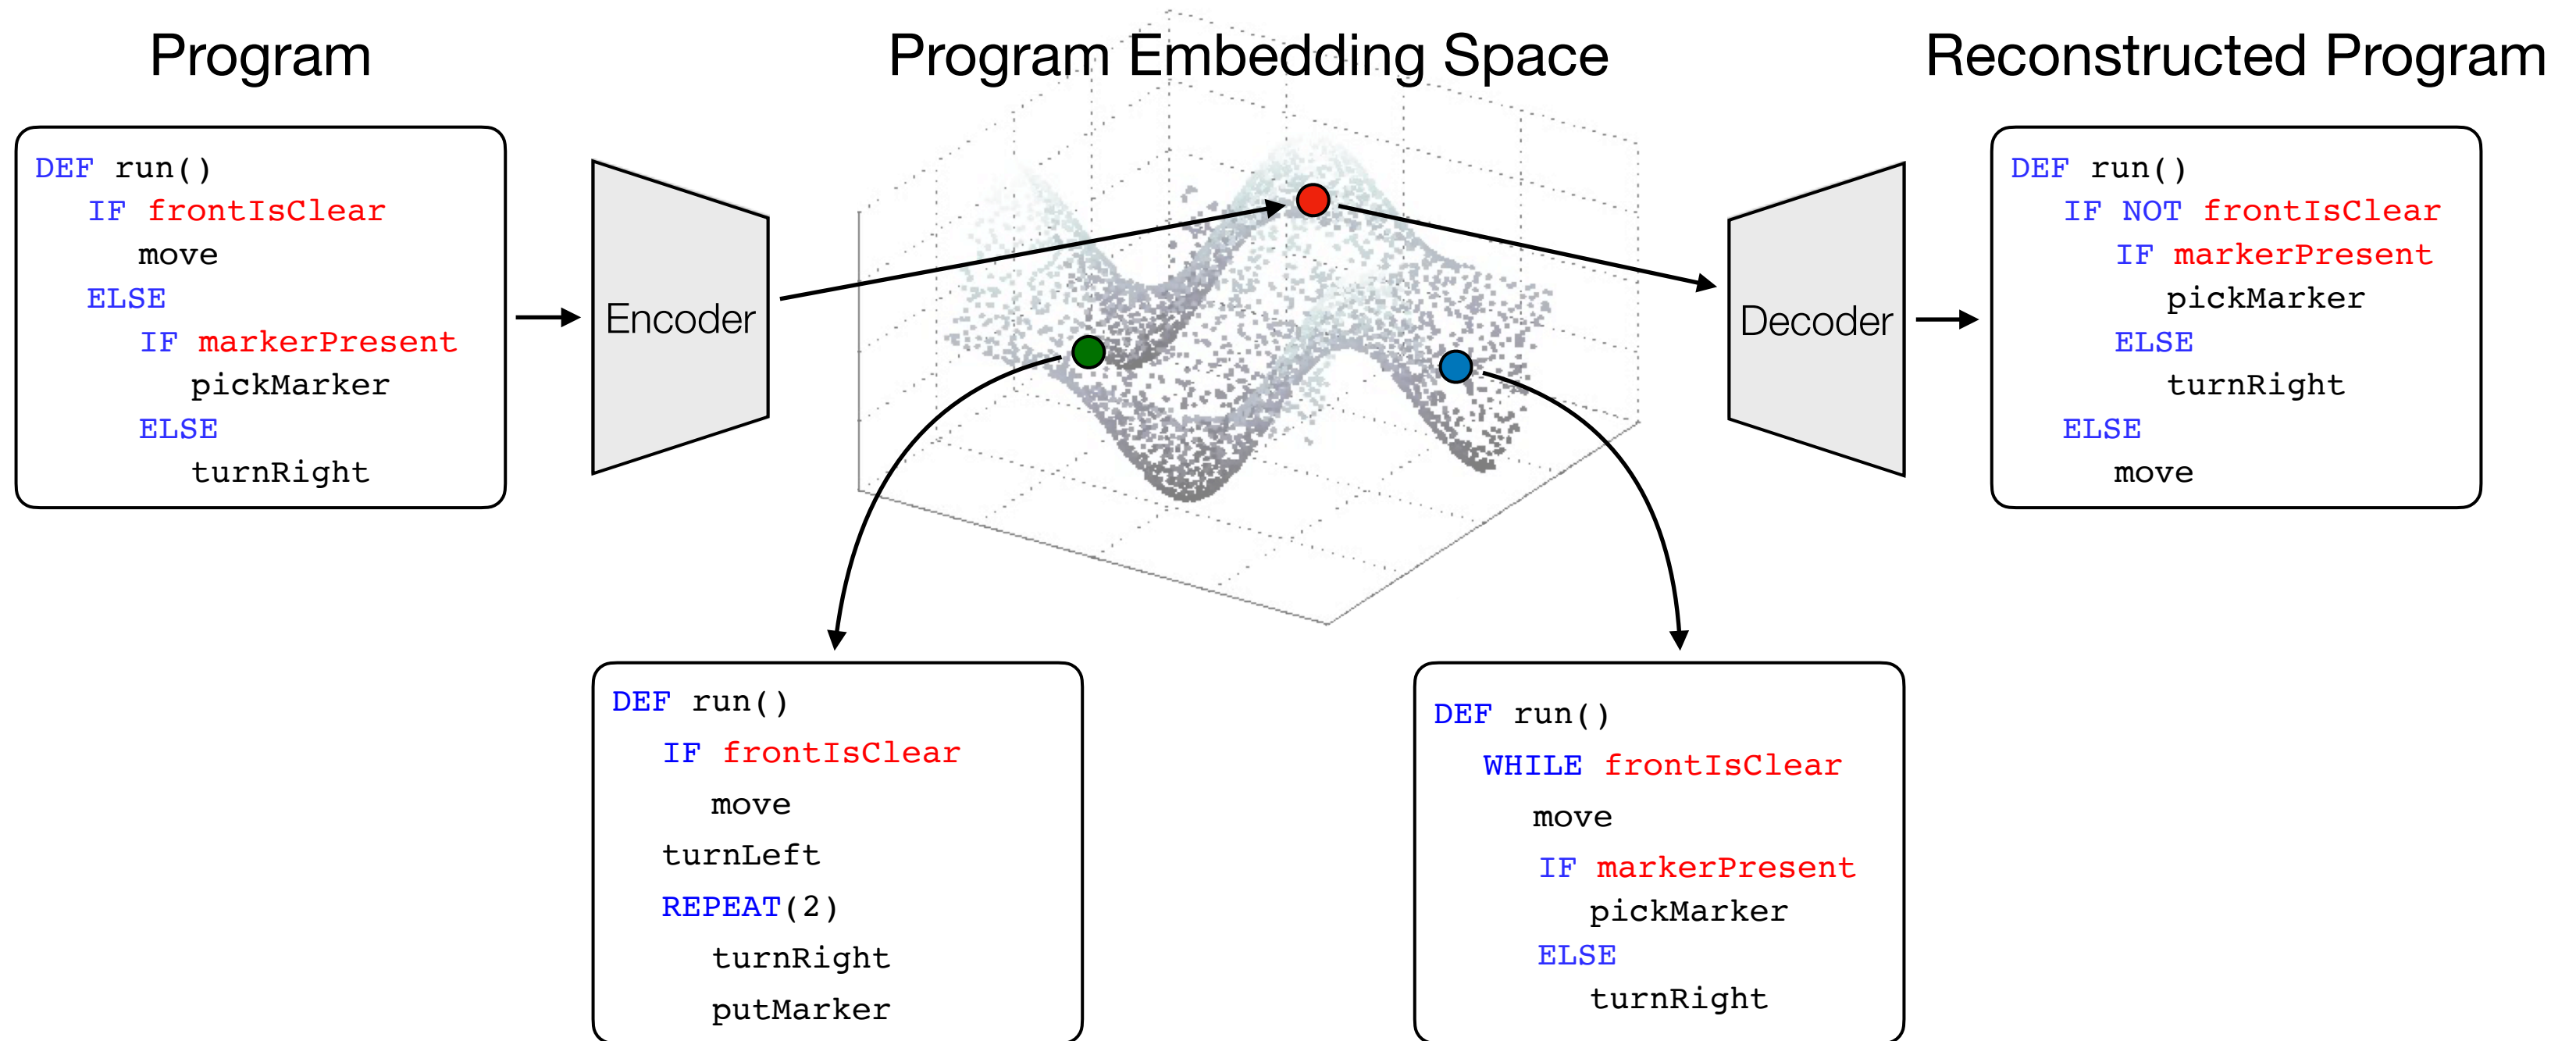 Program
DEF run()
IF frontIsClear
move
ELSE
IF markerPresent
pickMarker
ELSE
turnRight
Encoder
Program Embedding Space
Decoder
Reconstructed Program
DEF run()
IF NOT frontIsClear
IF markerPresent
pickMarker
ELSE
turnRight
ELSE
move
DEF run()
IF frontIsClear
move
turnLeft
REPEAT(2)
turnRight
putMarker
DEF run()
WHILE frontIsClear
move
IF markerPresent
pickMarker
ELSE
turnRight